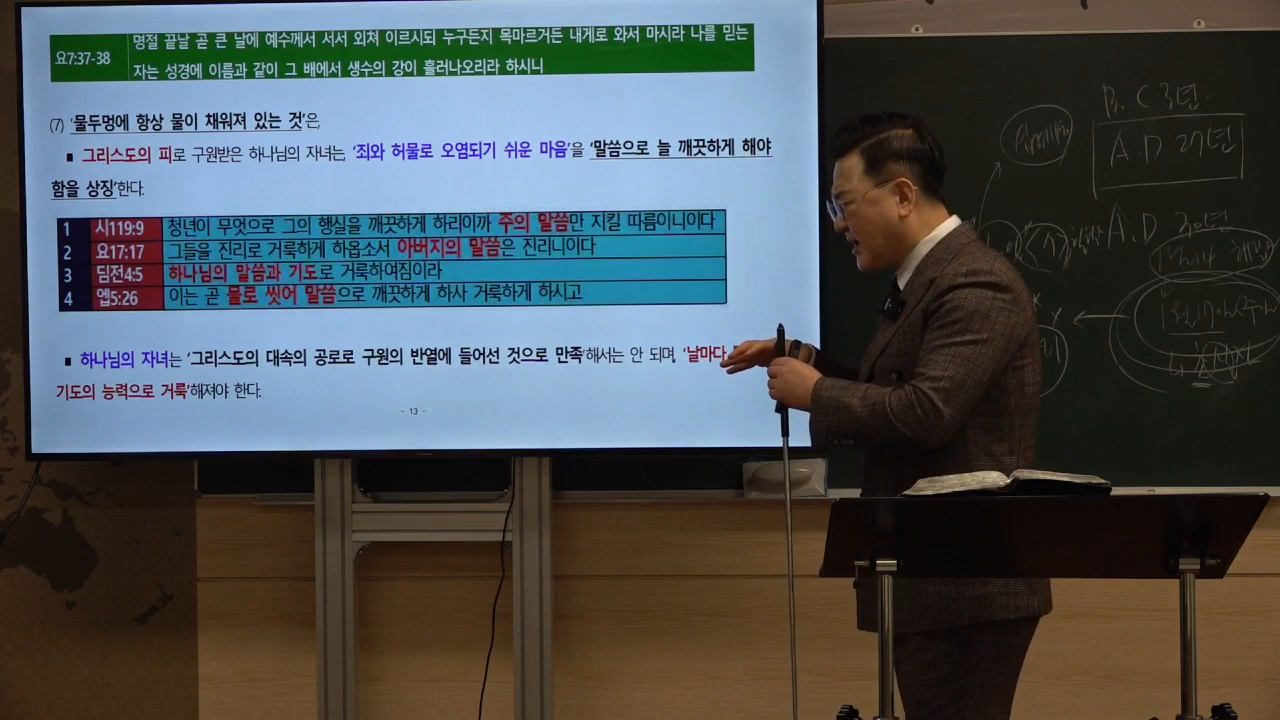 요7:37-38
명절 끝날 곧 큰 날에 예수께서 서서 외쳐 이르시되 누구든지 목마르거든 내게로 와서 마시라 나를 믿는
자는 성경에 이름과 같이 그 배에서 생수의 강이 흘러나오리라 하시니
(7) '물두멍에 항상 물이 채워져 있는 것'은,
■ 그리스도의 피로 구원받은 하나님의 자녀는, '죄와 허물로 오염되기 쉬운 마음'을 '말씀으로 늘 깨끗하게 해야
함을 상징'한다.
1 시119:9 청년이 무엇으로 그의 행실을 깨끗하게 하리이까 주의 말씀만 지킬 따름이니이다
2 요17:17 그들을 진리로 거룩하게 하옵소서 아버지의 말씀은 진리니이다
3 딤전4:5 하나님의 말씀과 기도로 거룩하여짐이라
4 엡5:26 이는 곧 물로 씻어 말씀으로 깨끗하게 하사 거룩하게 하시고
■ 하나님의 자녀는 '그리스도의 대속의 공로로 구원의 반열에 들어선 것으로 만족'해서는 안 되며, '날마다
기도의 능력으로 거룩'해져야 한다.
- 13 -
B.C 3년.
A.D 27년
A.D 30년